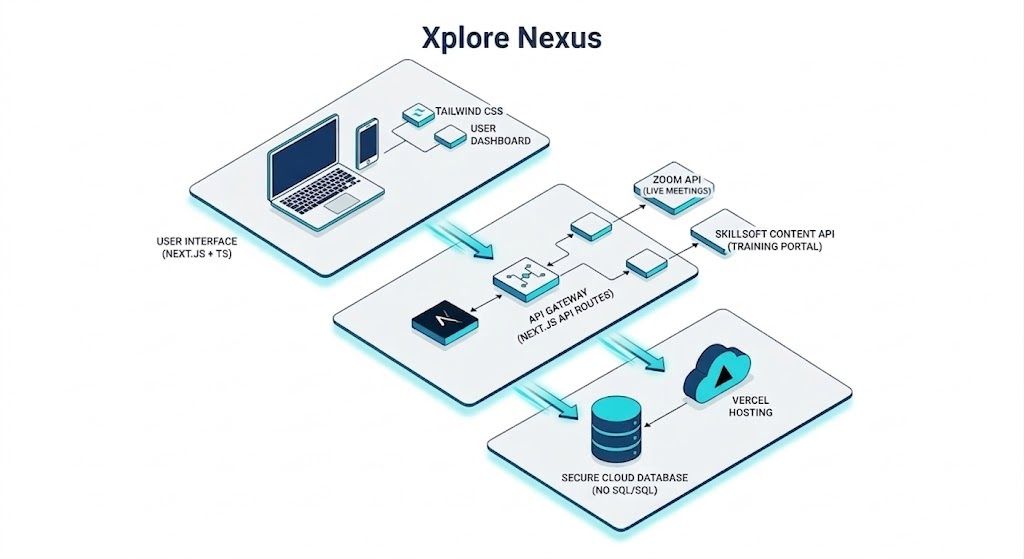 Xplore Nexus
TAILWIND CSS
USER
DASHBOARD
ZOOM API
(LIVE MEETINGS)
SKILLSOFT CONTENT API
(TRAINING PORTAL)
USER INTERFACE
(NEXT.JS + TS)
API GATEWAY
(NEXT.JS API ROUTES)
VERCEL
HOSTING
SECURE CLOUD DATABASE
(NO SQL/SQL)